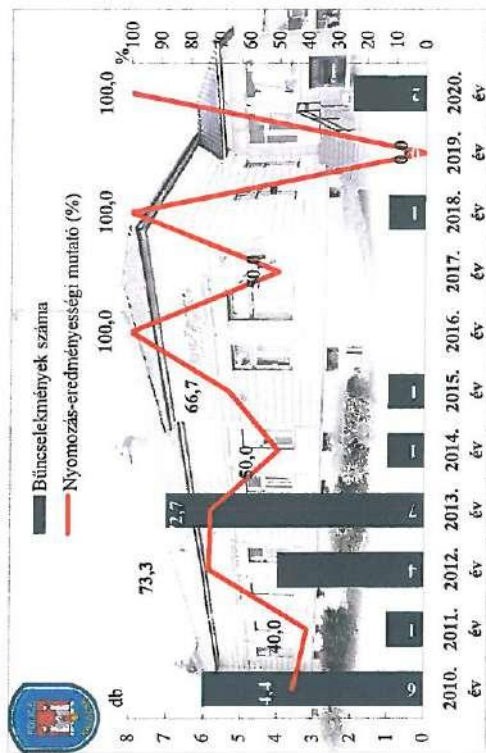 Bűncselekmények száma
Nyomozás-eredményességi mutató (%)
db
%
8
7
6
5
4
3
2
1
0
100
90
80
70
60
50
40
30
20
10
0
40,0
73,3
50,0
66,7
100,0
50,0
100,0
0,0
100,0
6
1
4
7
1
1
1
2
2010. év
2011. év
2012. év
2013. év
2014. év
2015. év
2016. év
2017. év
2018. év
2019. év
2020. év